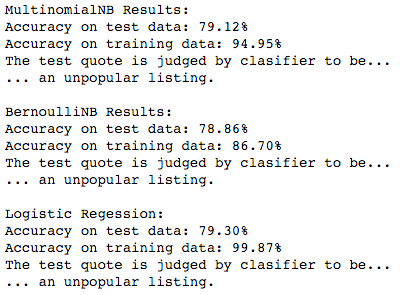 MultinomialNB Results:
Accuracy on test data: 79.12%
Accuracy on training data: 94.95%
The test quote is judged by clasifier to be...
... an unpopular listing.
BernoulliNB Results:
Accuracy on test data: 78.86%
Accuracy on training data: 86.70%
The test quote is judged by clasifier to be...
... an unpopular listing.
Logistic Regession:
Accuracy on test data: 79.30%
Accuracy on training data: 99.87%
The test quote is judged by clasifier to be...
... an unpopular listing.